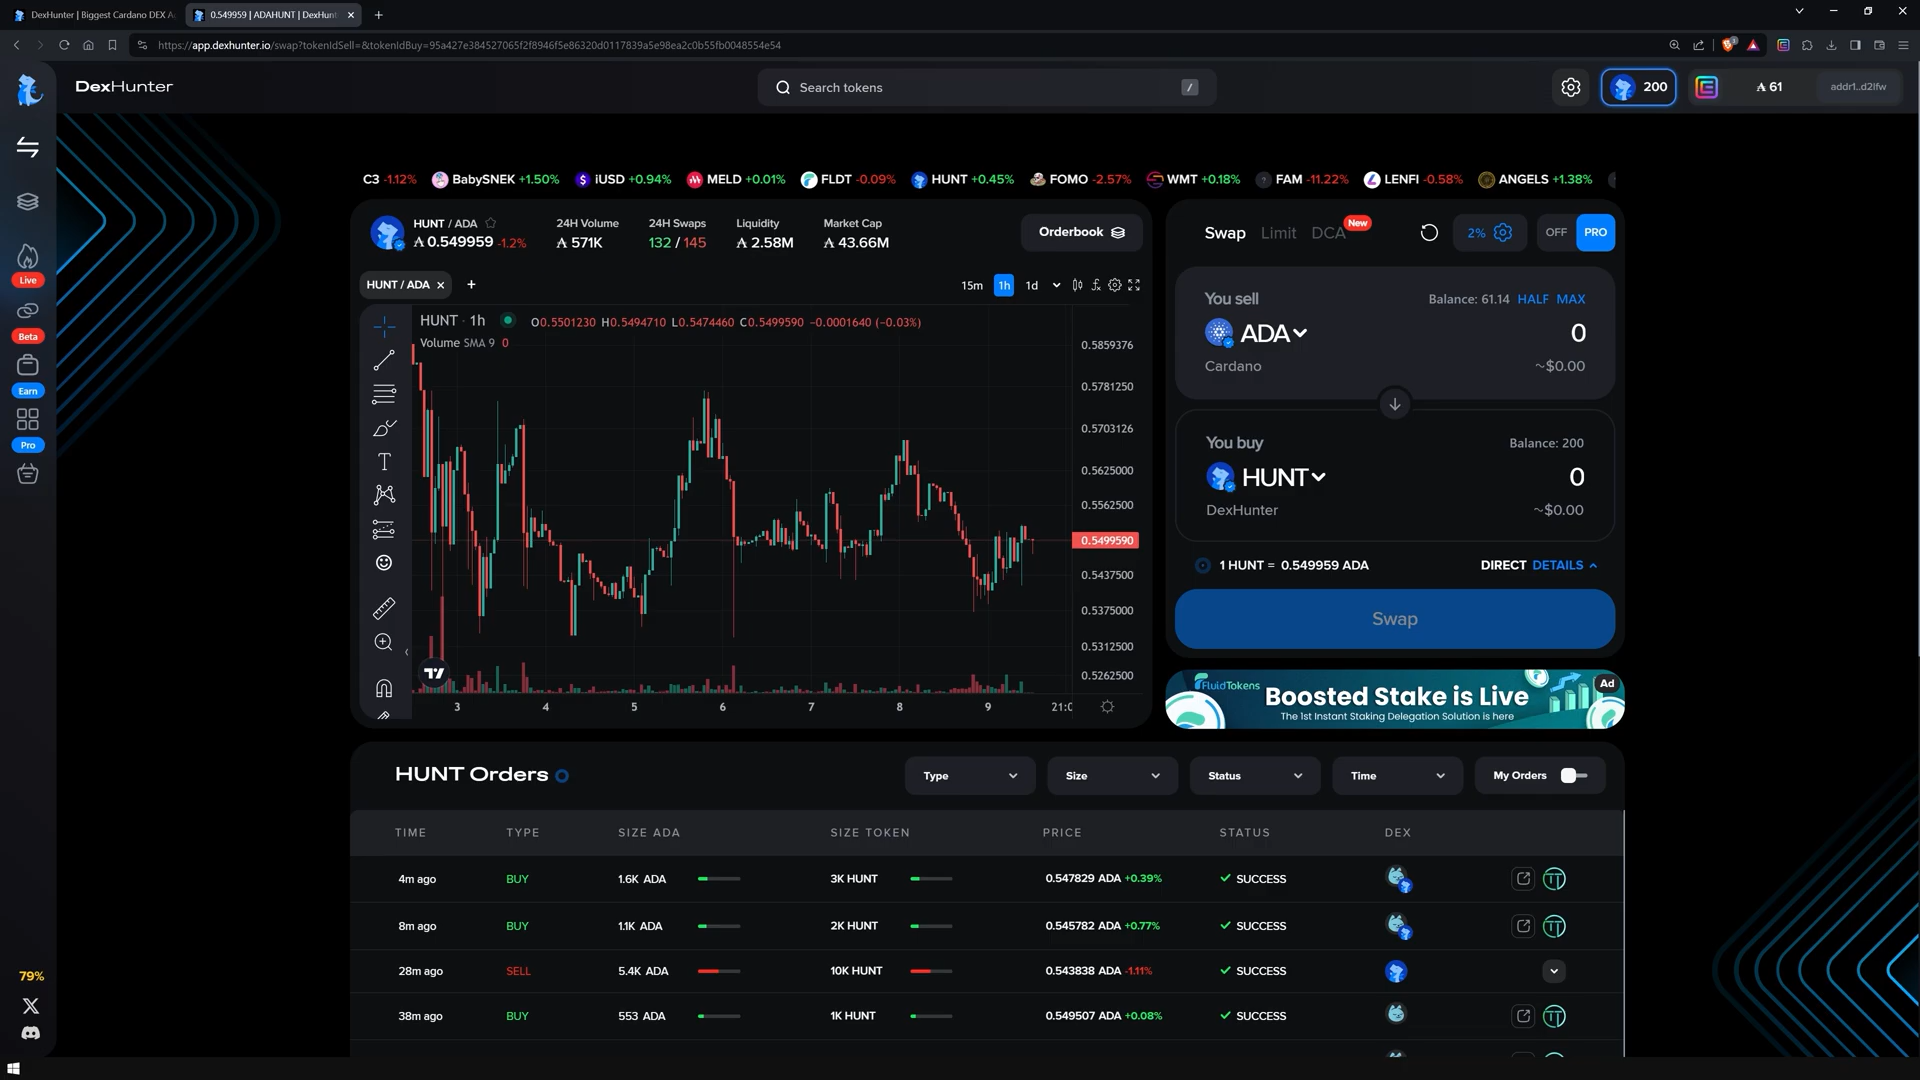 DexHunter | Biggest Cardano DEX A
0.549959 | ADAHUNT | DexHunt
https://app.dexhunter.io/swap?tokenIdSell=&tokenIdBuy=95a427e384527065f2f8946f5e86320d0117839a5e98ea2c0b55fb0048554e54
DexHunter
Search tokens /
200
₳ 61
addr1..d2lfw
C3 -1.12% BabySNEK +1.50% iUSD +0.94% MELD +0.01% FLDT -0.09% HUNT +0.45% FOMO -2.57% WMT +0.18% FAM -11.22% LENFI -0.58% ANGELS +1.38%
Live
Beta
Earn
Pro
79%
HUNT / ADA
₳ 0.549959 -1.2%
24H Volume
₳ 571K
24H Swaps
132 / 145
Liquidity
₳ 2.58M
Market Cap
₳ 43.66M
Orderbook
HUNT / ADA × +
15m 1h 1d
HUNT · 1h O0.5501230 H0.5494710 L0.5474460 C0.5499590 -0.0001640 (-0.03%)
Volume SMA 9 0
0.5859376
0.5781250
0.5703126
0.5625000
0.5562500
0.5499590
0.5437500
0.5375000
0.5312500
0.5262500
3 4 5 6 7 8 9 21:0
Swap Limit DCA New
2%
OFF PRO
You sell
Balance: 61.14 HALF MAX
ADA 0
Cardano ~$0.00
You buy
Balance: 200
HUNT 0
DexHunter ~$0.00
1 HUNT = 0.549959 ADA
DIRECT DETAILS
Swap
FluidTokens
Boosted Stake is Live
The 1st Instant Staking Delegation Solution is here
Ad
HUNT Orders
Type Size Status Time My Orders
TIME TYPE SIZE ADA SIZE TOKEN PRICE STATUS DEX
4m ago BUY 1.6K ADA 3K HUNT 0.547829 ADA +0.39% SUCCESS
8m ago BUY 1.1K ADA 2K HUNT 0.545782 ADA +0.77% SUCCESS
28m ago SELL 5.4K ADA 10K HUNT 0.543838 ADA -1.11% SUCCESS
38m ago BUY 553 ADA 1K HUNT 0.549507 ADA +0.08% SUCCESS